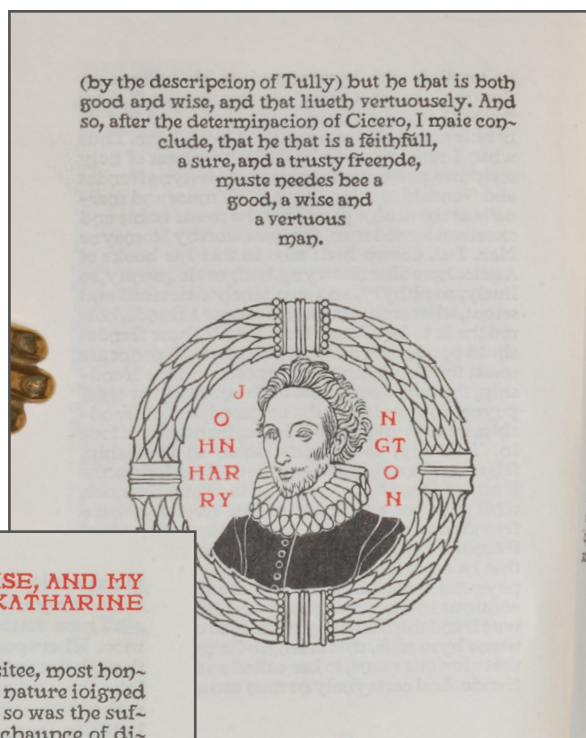 (by the descripcion of Tully) but he that is both
good and wise, and that liueth vertuously. And
so, after the determinacion of Cicero, I maie con~
clude, that he that is a féithfúll,
a sure, and a trusty freende,
muste needes bee a
good, a wise and
a vertuous
man.
J
O
HN
HAR
RY
N
GT
O
N
ISE, AND MY
KATHARINE
sitee, most hon~
nature ioigned
so was the suf~
chaunce of di~